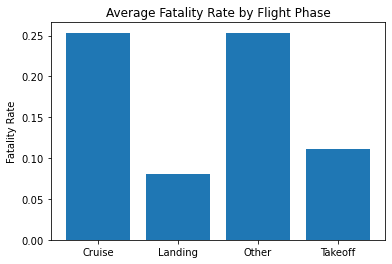 Average Fatality Rate by Flight Phase
Fatality Rate
0.25
0.20
0.15
0.10
0.05
0.00
Cruise Landing Other Takeoff